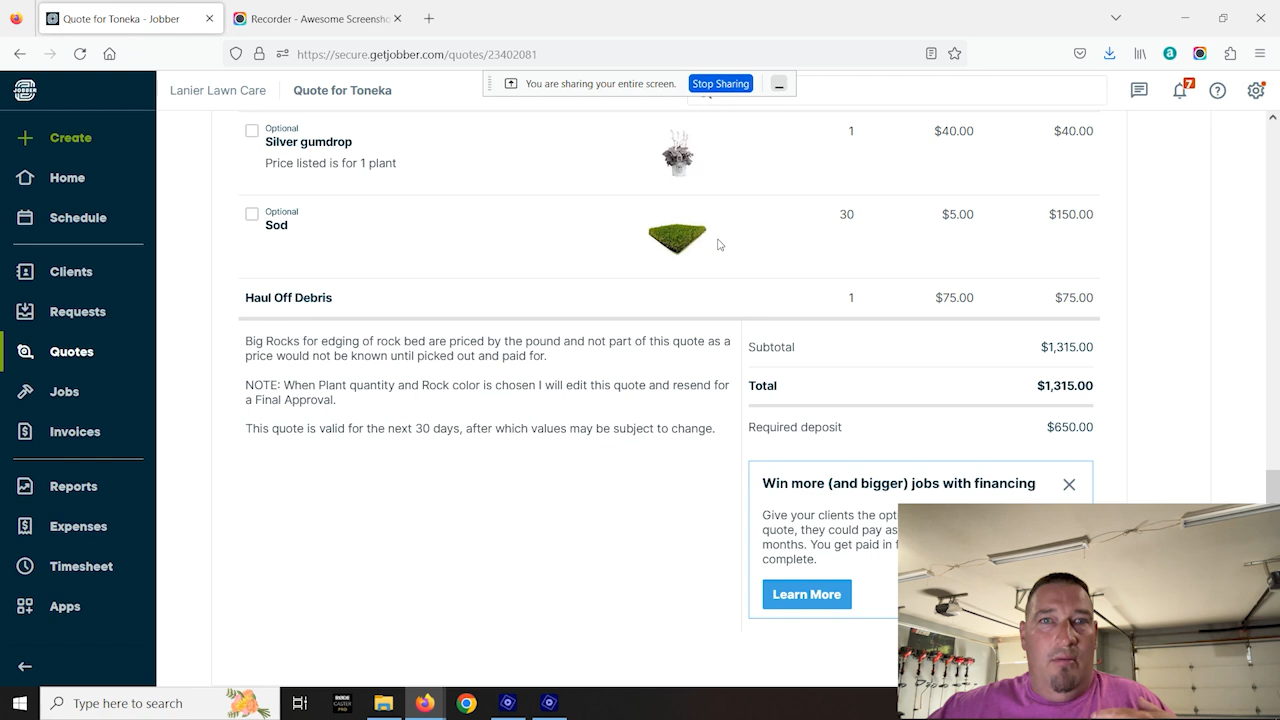 Quote for Toneka - Jobber
Recorder - Awesome Screensho
https://secure.getjobber.com/quotes/23402081
JOBBER
Lanier Lawn Care
Quote for Toneka
You are sharing your entire screen.
Stop Sharing
7
Create
Home
Schedule
Clients
Requests
Quotes
Jobs
Invoices
Reports
Expenses
Timesheet
Apps
Optional
Silver gumdrop
Price listed is for 1 plant
1 $40.00 $40.00
Optional
Sod
30 $5.00 $150.00
Haul Off Debris 1 $75.00 $75.00
Big Rocks for edging of rock bed are priced by the pound and not part of this quote as a
price would not be known until picked out and paid for.
NOTE: When Plant quantity and Rock color is chosen I will edit this quote and resend for
a Final Approval.
This quote is valid for the next 30 days, after which values may be subject to change.
Subtotal $1,315.00
Total $1,315.00
Required deposit $650.00
Win more (and bigger) jobs with financing
Give your clients the opt
quote, they could pay as
months. You get paid in f
complete.
Learn More
Type here to search